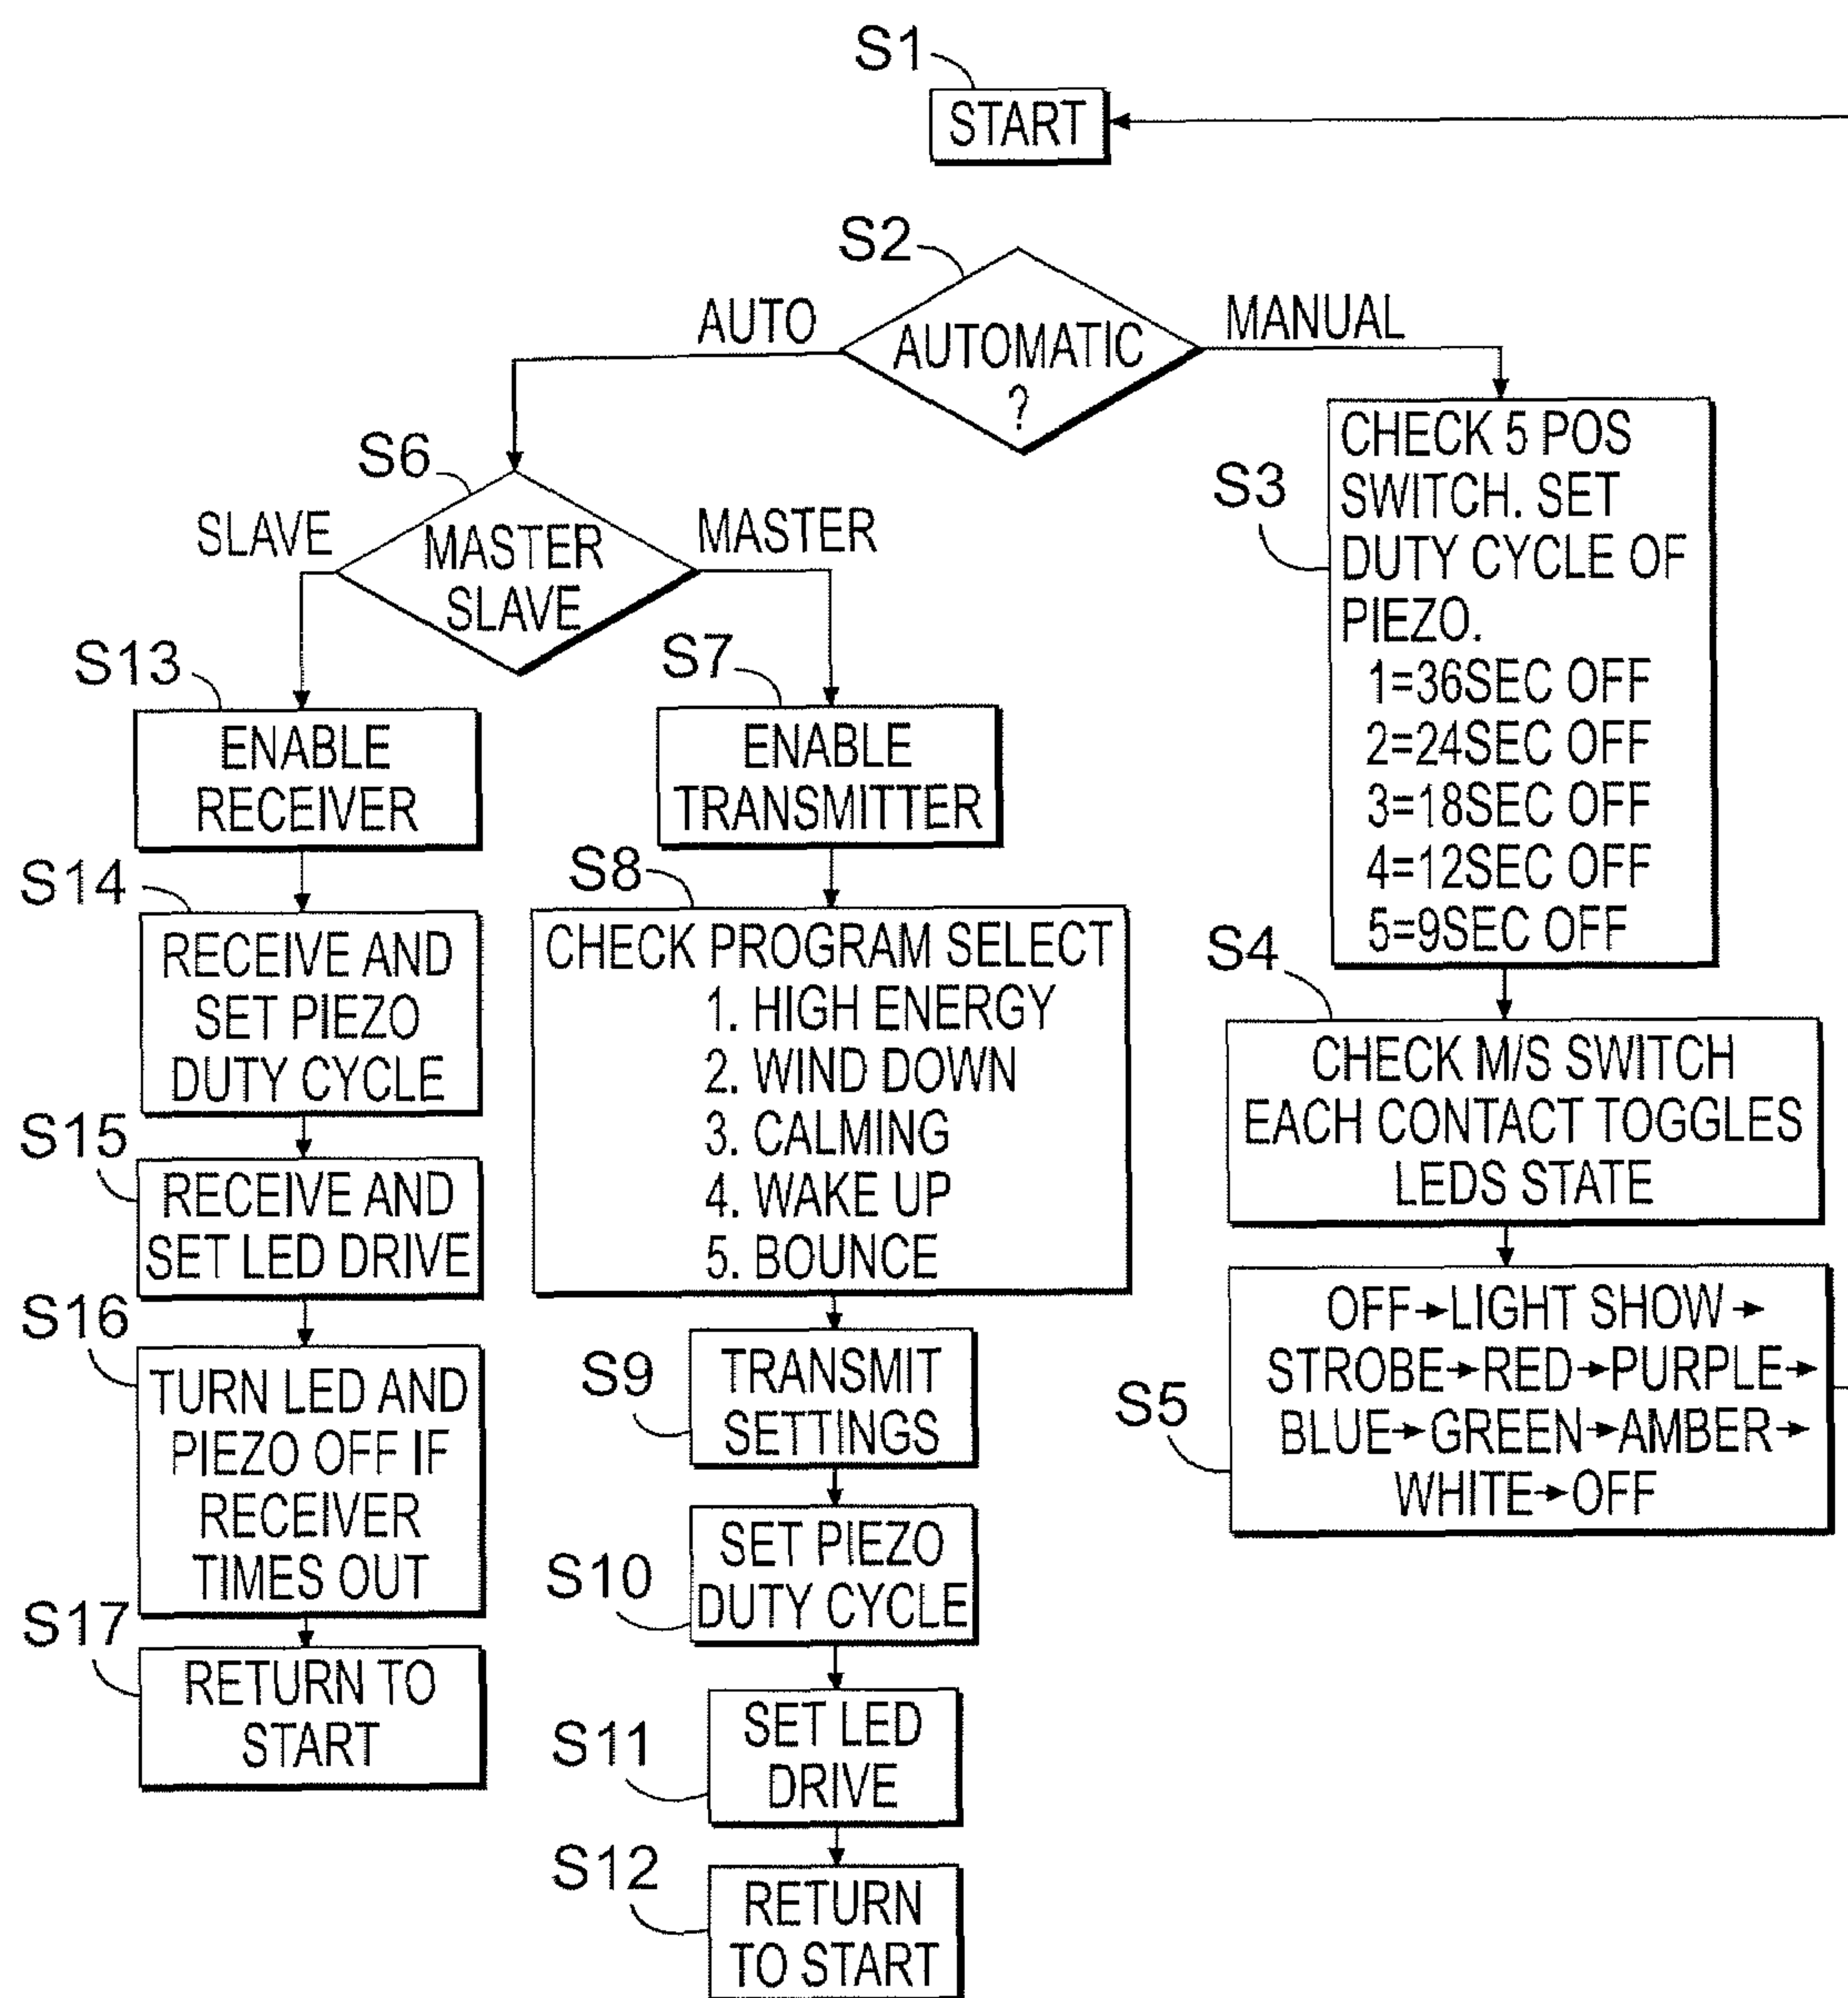 S1
START
S2
AUTO
AUTOMATIC
?
MANUAL
S3
CHECK 5 POS
SWITCH. SET
DUTY CYCLE OF
PIEZO.
1=36SEC OFF
2=24SEC OFF
3=18SEC OFF
4=12SEC OFF
5=9SEC OFF
S4
CHECK M/S SWITCH
EACH CONTACT TOGGLES
LEDS STATE
S5
OFF→LIGHT SHOW→
STROBE→RED→PURPLE→
BLUE→GREEN→AMBER→
WHITE→OFF
S6
SLAVE
MASTER
SLAVE
MASTER
S7
ENABLE
TRANSMITTER
S8
CHECK PROGRAM SELECT
1. HIGH ENERGY
2. WIND DOWN
3. CALMING
4. WAKE UP
5. BOUNCE
S9
TRANSMIT
SETTINGS
S10
SET PIEZO
DUTY CYCLE
S11
SET LED
DRIVE
S12
RETURN
TO START
S13
ENABLE
RECEIVER
S14
RECEIVE AND
SET PIEZO
DUTY CYCLE
S15
RECEIVE AND
SET LED DRIVE
S16
TURN LED AND
PIEZO OFF IF
RECEIVER
TIMES OUT
S17
RETURN TO
START